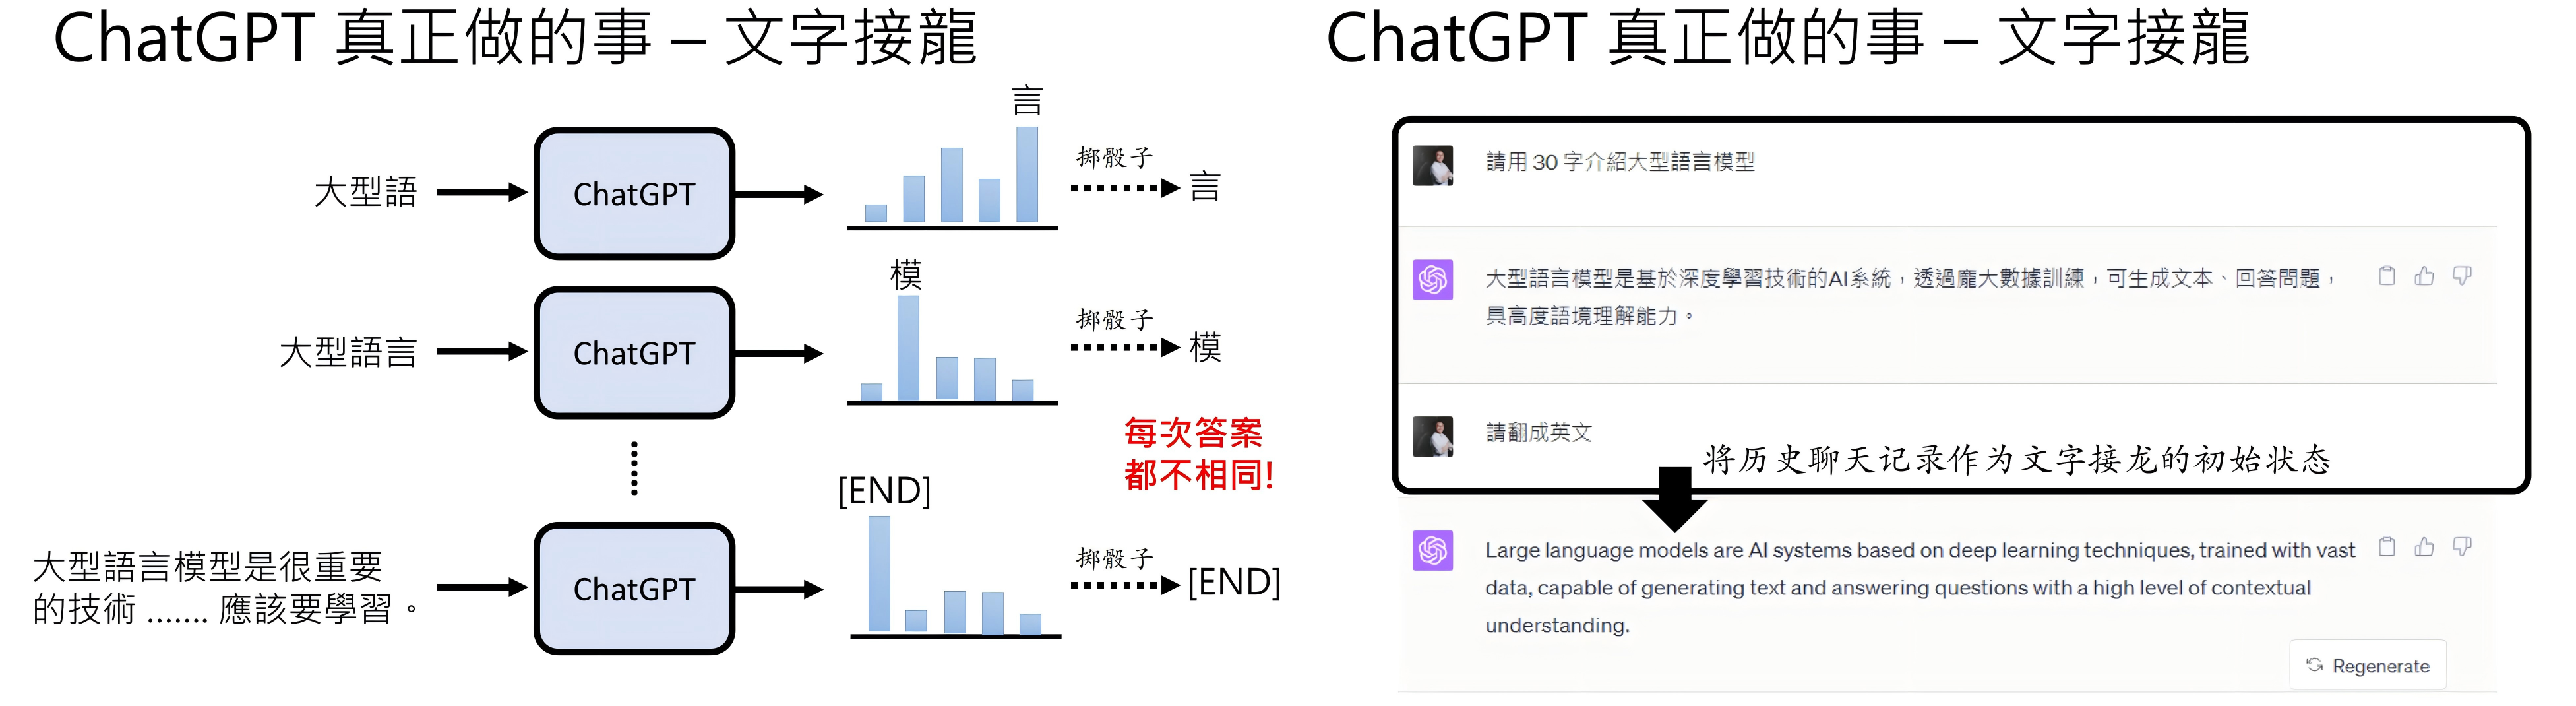 ChatGPT 真正做的事 – 文字接龍
言
大型語
ChatGPT
掷骰子
言
模
大型語言
ChatGPT
掷骰子
模
每次答案
都不相同!
[END]
大型語言模型是很重要
的技術 ....... 應該要學習。
ChatGPT
掷骰子
[END]
ChatGPT 真正做的事 – 文字接龍
請用 30 字介紹大型語言模型
大型語言模型是基於深度學習技術的AI系統，透過龐大數據訓練，可生成文本、回答問題，
具高度語境理解能力。
請翻成英文
将历史聊天记录作为文字接龙的初始状态
Large language models are AI systems based on deep learning techniques, trained with vast
data, capable of generating text and answering questions with a high level of contextual
understanding.
Regenerate